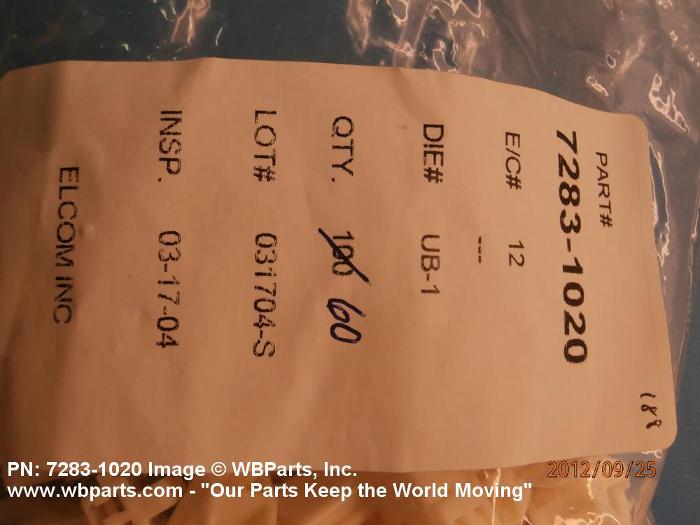 PART#
7283-1020
E/C# 12
---
DIE# UB-1
QTY. 100 60
LOT# 031704-S
INSP. 03-17-04
ELCOM INC
188
2012/09/25
PN: 7283-1020 Image © WBParts, Inc.
www.wbparts.com - "Our Parts Keep the World Moving"